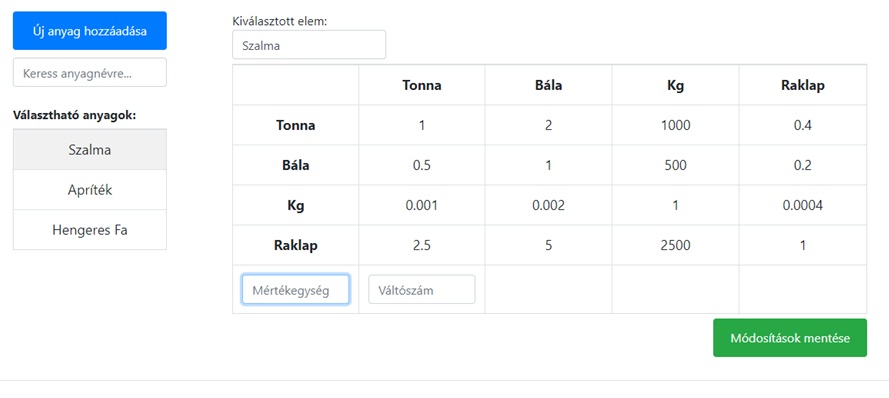 Új anyag hozzáadása
Keress anyagnévre...
Választható anyagok:
Szalma
Apríték
Hengeres Fa
Kiválasztott elem:
Szalma
Tonna Bála Kg Raklap
Tonna 1 2 1000 0.4
Bála 0.5 1 500 0.2
Kg 0.001 0.002 1 0.0004
Raklap 2.5 5 2500 1
Mértékegység Váltószám
Módosítások mentése